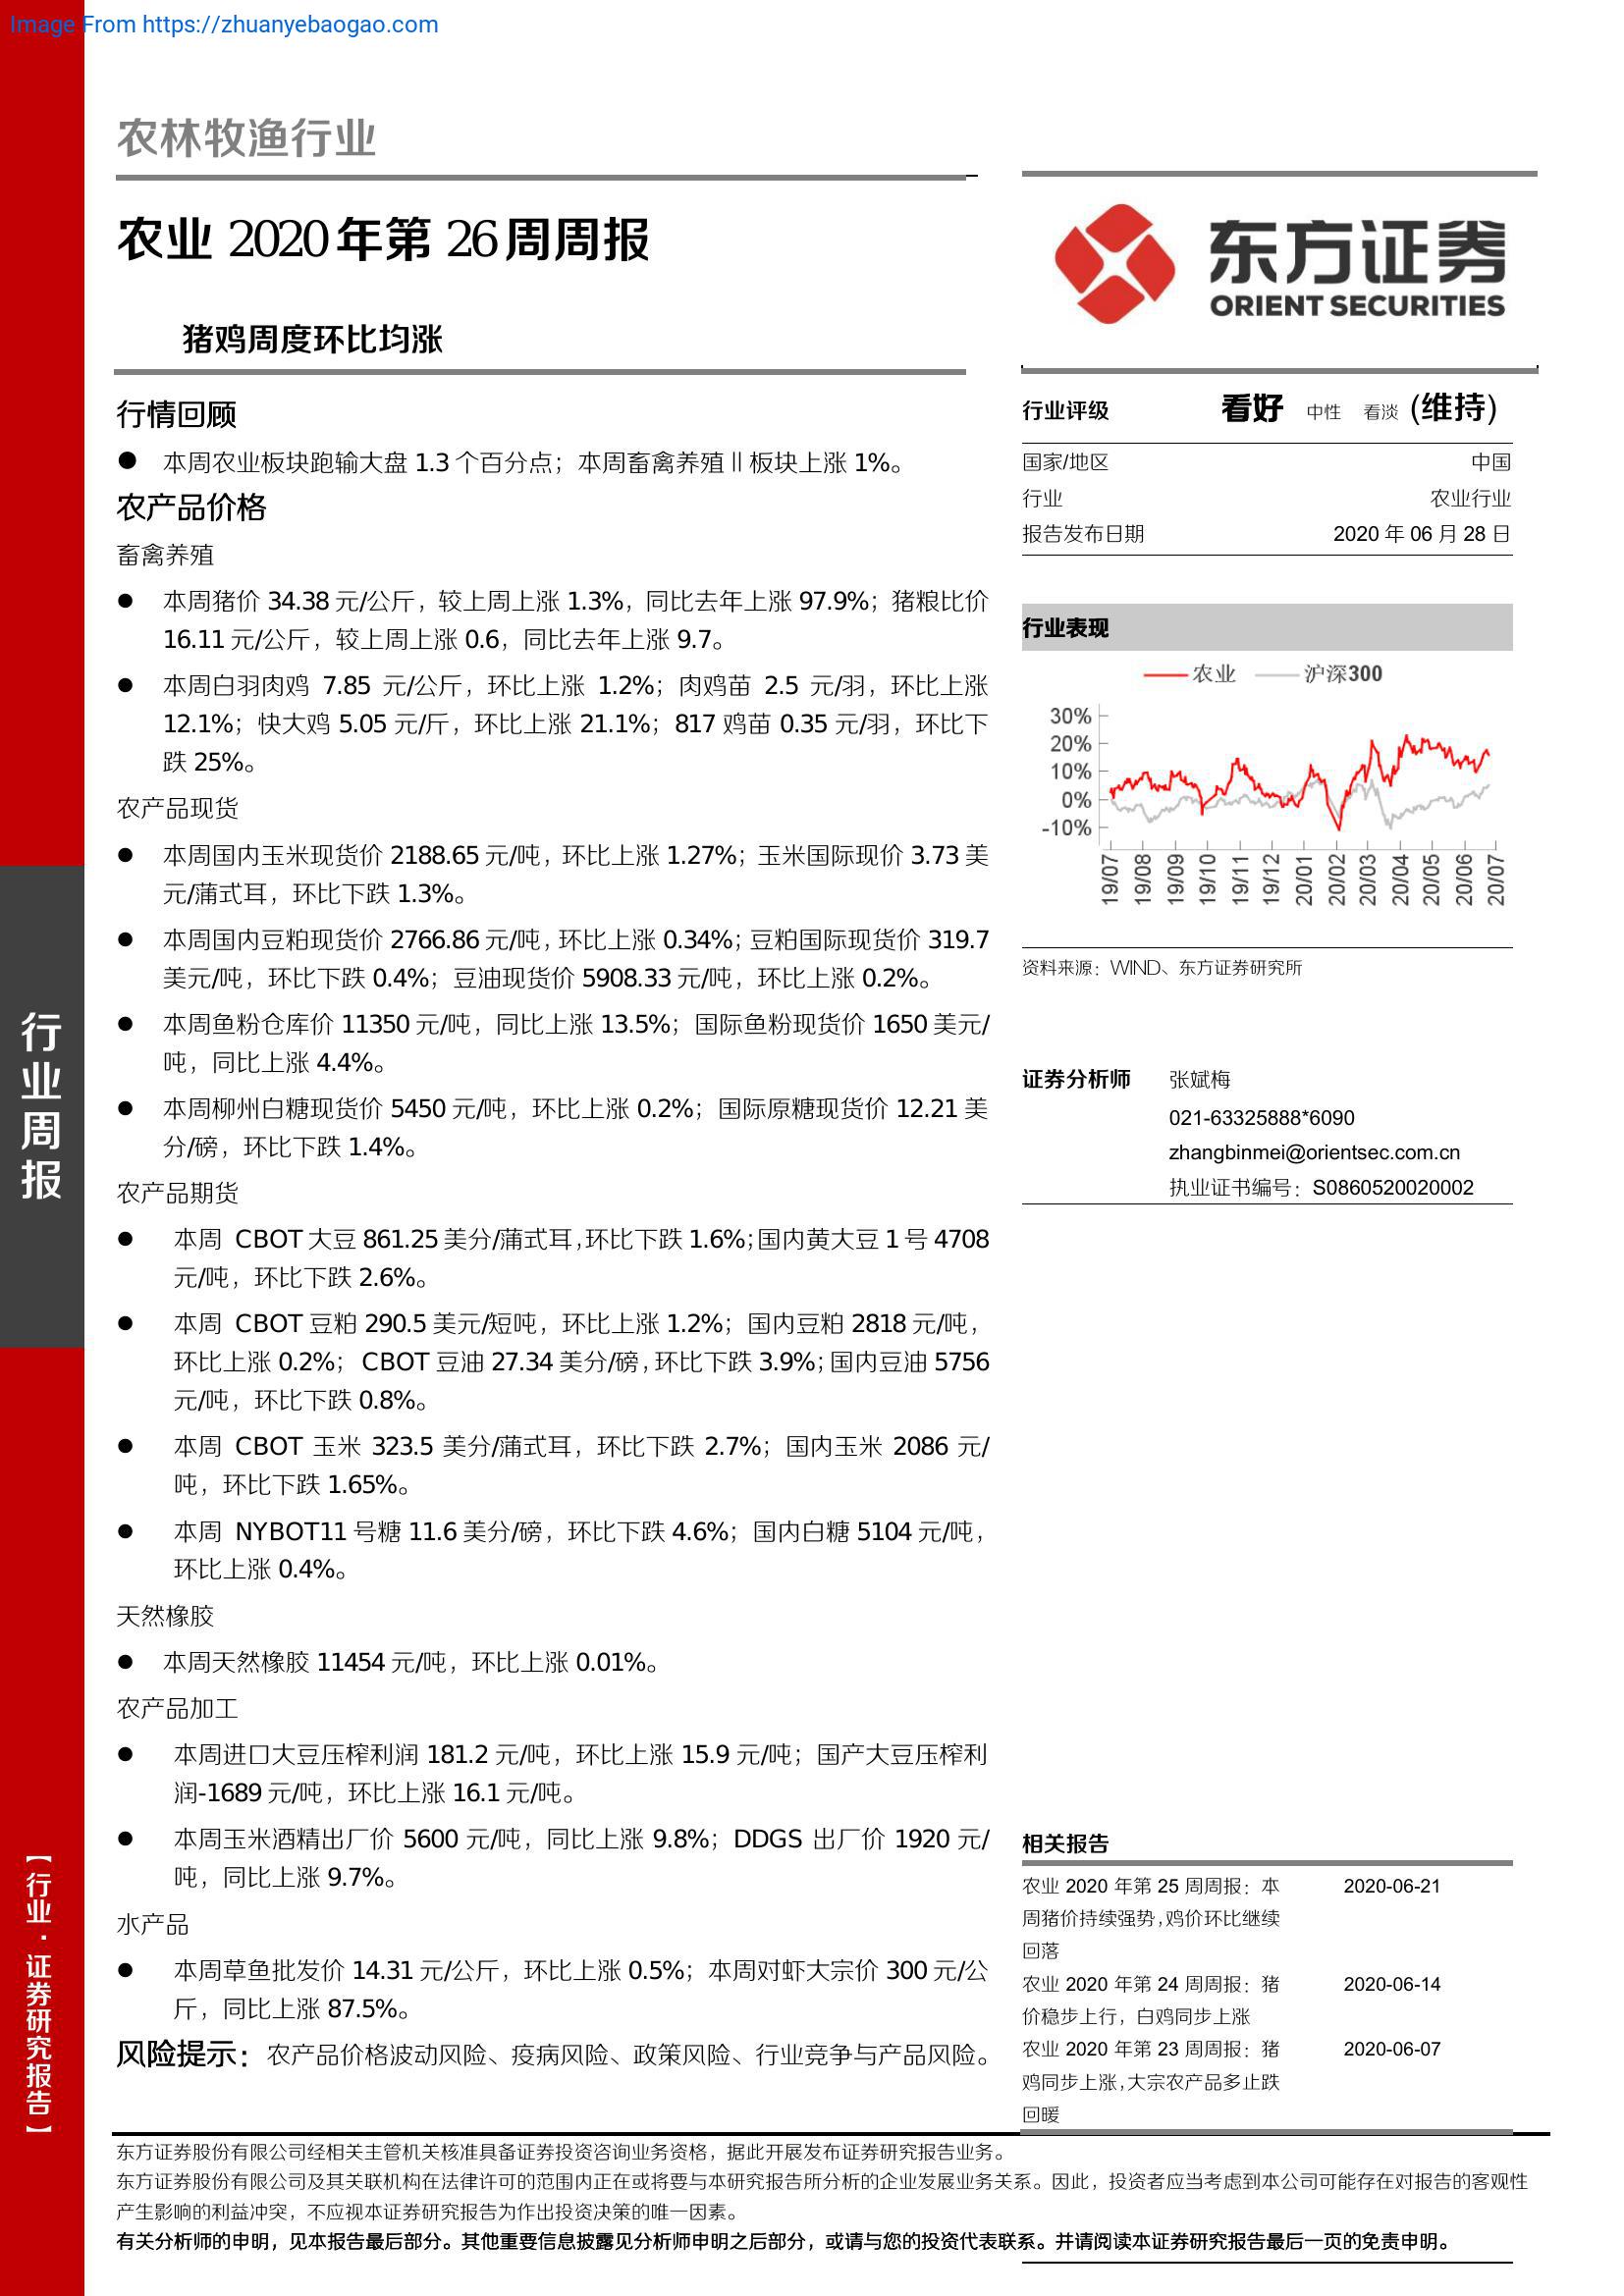 Image From https://zhuanyebaogao.com
农林牧渔行业
农业 2020 年第 26 周周报
猪鸡周度环比均涨
行情回顾
● 本周农业板块跑输大盘 1.3 个百分点；本周畜禽养殖Ⅱ板块上涨 1%。
农产品价格
畜禽养殖
● 本周猪价 34.38 元/公斤，较上周上涨 1.3%，同比去年上涨 97.9%；猪粮比价
16.11 元/公斤，较上周上涨 0.6，同比去年上涨 9.7。
● 本周白羽肉鸡 7.85 元/公斤，环比上涨 1.2%；肉鸡苗 2.5 元/羽，环比上涨
12.1%；快大鸡 5.05 元/斤，环比上涨 21.1%；817 鸡苗 0.35 元/羽，环比下
跌 25%。
农产品现货
● 本周国内玉米现货价 2188.65 元/吨，环比上涨 1.27%；玉米国际现价 3.73 美
元/蒲式耳，环比下跌 1.3%。
● 本周国内豆粕现货价 2766.86 元/吨，环比上涨 0.34%；豆粕国际现货价 319.7
美元/吨，环比下跌 0.4%；豆油现货价 5908.33 元/吨，环比上涨 0.2%。
● 本周鱼粉仓库价 11350 元/吨，同比上涨 13.5%；国际鱼粉现货价 1650 美元/
吨，同比上涨 4.4%。
● 本周柳州白糖现货价 5450 元/吨，环比上涨 0.2%；国际原糖现货价 12.21 美
分/磅，环比下跌 1.4%。
农产品期货
● 本周 CBOT 大豆 861.25 美分/蒲式耳，环比下跌 1.6%；国内黄大豆 1 号 4708
元/吨，环比下跌 2.6%。
● 本周 CBOT 豆粕 290.5 美元/短吨，环比上涨 1.2%；国内豆粕 2818 元/吨，
环比上涨 0.2%； CBOT 豆油 27.34 美分/磅，环比下跌 3.9%；国内豆油 5756
元/吨，环比下跌 0.8%。
● 本周 CBOT 玉米 323.5 美分/蒲式耳，环比下跌 2.7%；国内玉米 2086 元/
吨，环比下跌 1.65%。
● 本周 NYBOT11 号糖 11.6 美分/磅，环比下跌 4.6%；国内白糖 5104 元/吨，
环比上涨 0.4%。
天然橡胶
● 本周天然橡胶 11454 元/吨，环比上涨 0.01%。
农产品加工
● 本周进口大豆压榨利润 181.2 元/吨，环比上涨 15.9 元/吨；国产大豆压榨利
润-1689 元/吨，环比上涨 16.1 元/吨。
● 本周玉米酒精出厂价 5600 元/吨，同比上涨 9.8%；DDGS 出厂价 1920 元/
吨，同比上涨 9.7%。
水产品
● 本周草鱼批发价 14.31 元/公斤，环比上涨 0.5%；本周对虾大宗价 300 元/公
斤，同比上涨 87.5%。
风险提示：农产品价格波动风险、疫病风险、政策风险、行业竞争与产品风险。
东方证券
ORIENT SECURITIES
行业评级 看好 中性 看淡 (维持)
国家/地区 中国
行业 农业行业
报告发布日期 2020 年 06 月 28 日
行业表现
农业 沪深300
30%
20%
10%
0%
-10%
19/07 19/08 19/09 19/10 19/11 19/12 20/01 20/02 20/03 20/04 20/05 20/06 20/07
资料来源：WIND、东方证券研究所
证券分析师 张斌梅
021-63325888*6090
zhangbinmei@orientsec.com.cn
执业证书编号：S0860520020002
相关报告
农业 2020 年第 25 周周报：本 2020-06-21
周猪价持续强势，鸡价环比继续
回落
农业 2020 年第 24 周周报：猪 2020-06-14
价稳步上行，白鸡同步上涨
农业 2020 年第 23 周周报：猪 2020-06-07
鸡同步上涨，大宗农产品多止跌
回暖
行业周报
【行业·证券研究报告】
东方证券股份有限公司经相关主管机关核准具备证券投资咨询业务资格，据此开展发布证券研究报告业务。
东方证券股份有限公司及其关联机构在法律许可的范围内正在或将要与本研究报告所分析的企业发展业务关系。因此，投资者应当考虑到本公司可能存在对报告的客观性
产生影响的利益冲突，不应视本证券研究报告为作出投资决策的唯一因素。
有关分析师的申明，见本报告最后部分。其他重要信息披露见分析师申明之后部分，或请与您的投资代表联系。并请阅读本证券研究报告最后一页的免责申明。